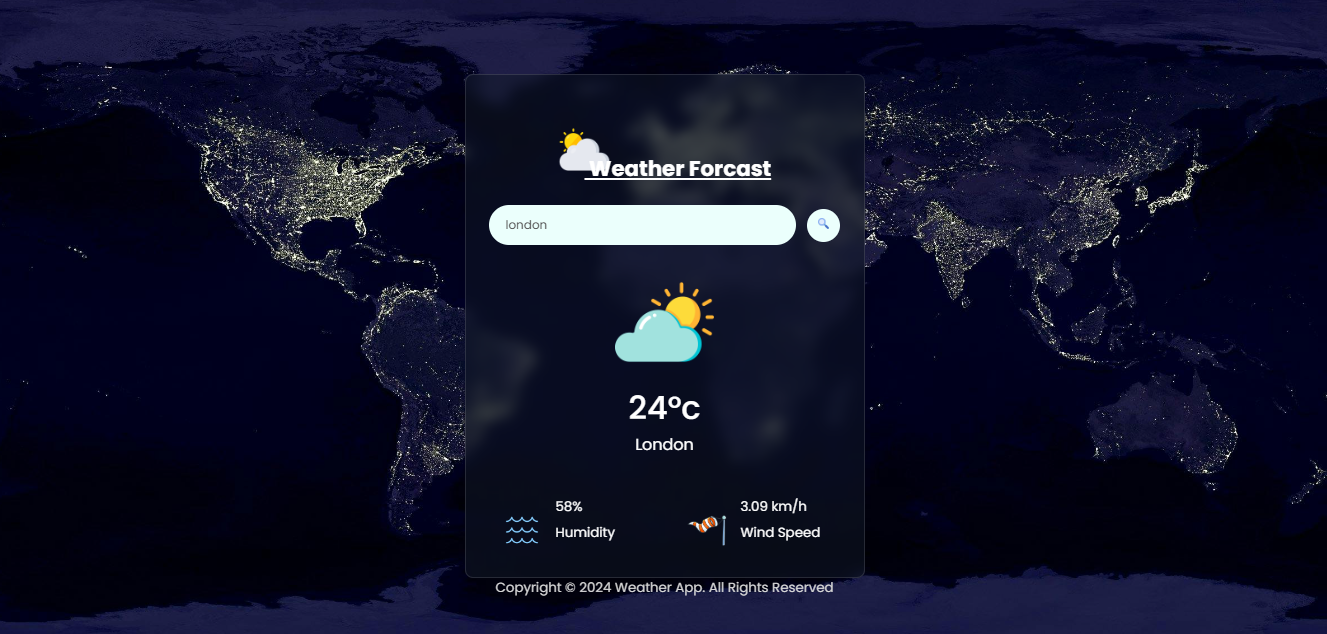 Weather Forcast
london
24°c
London
58%
Humidity
3.09 km/h
Wind Speed
Copyright © 2024 Weather App. All Rights Reserved